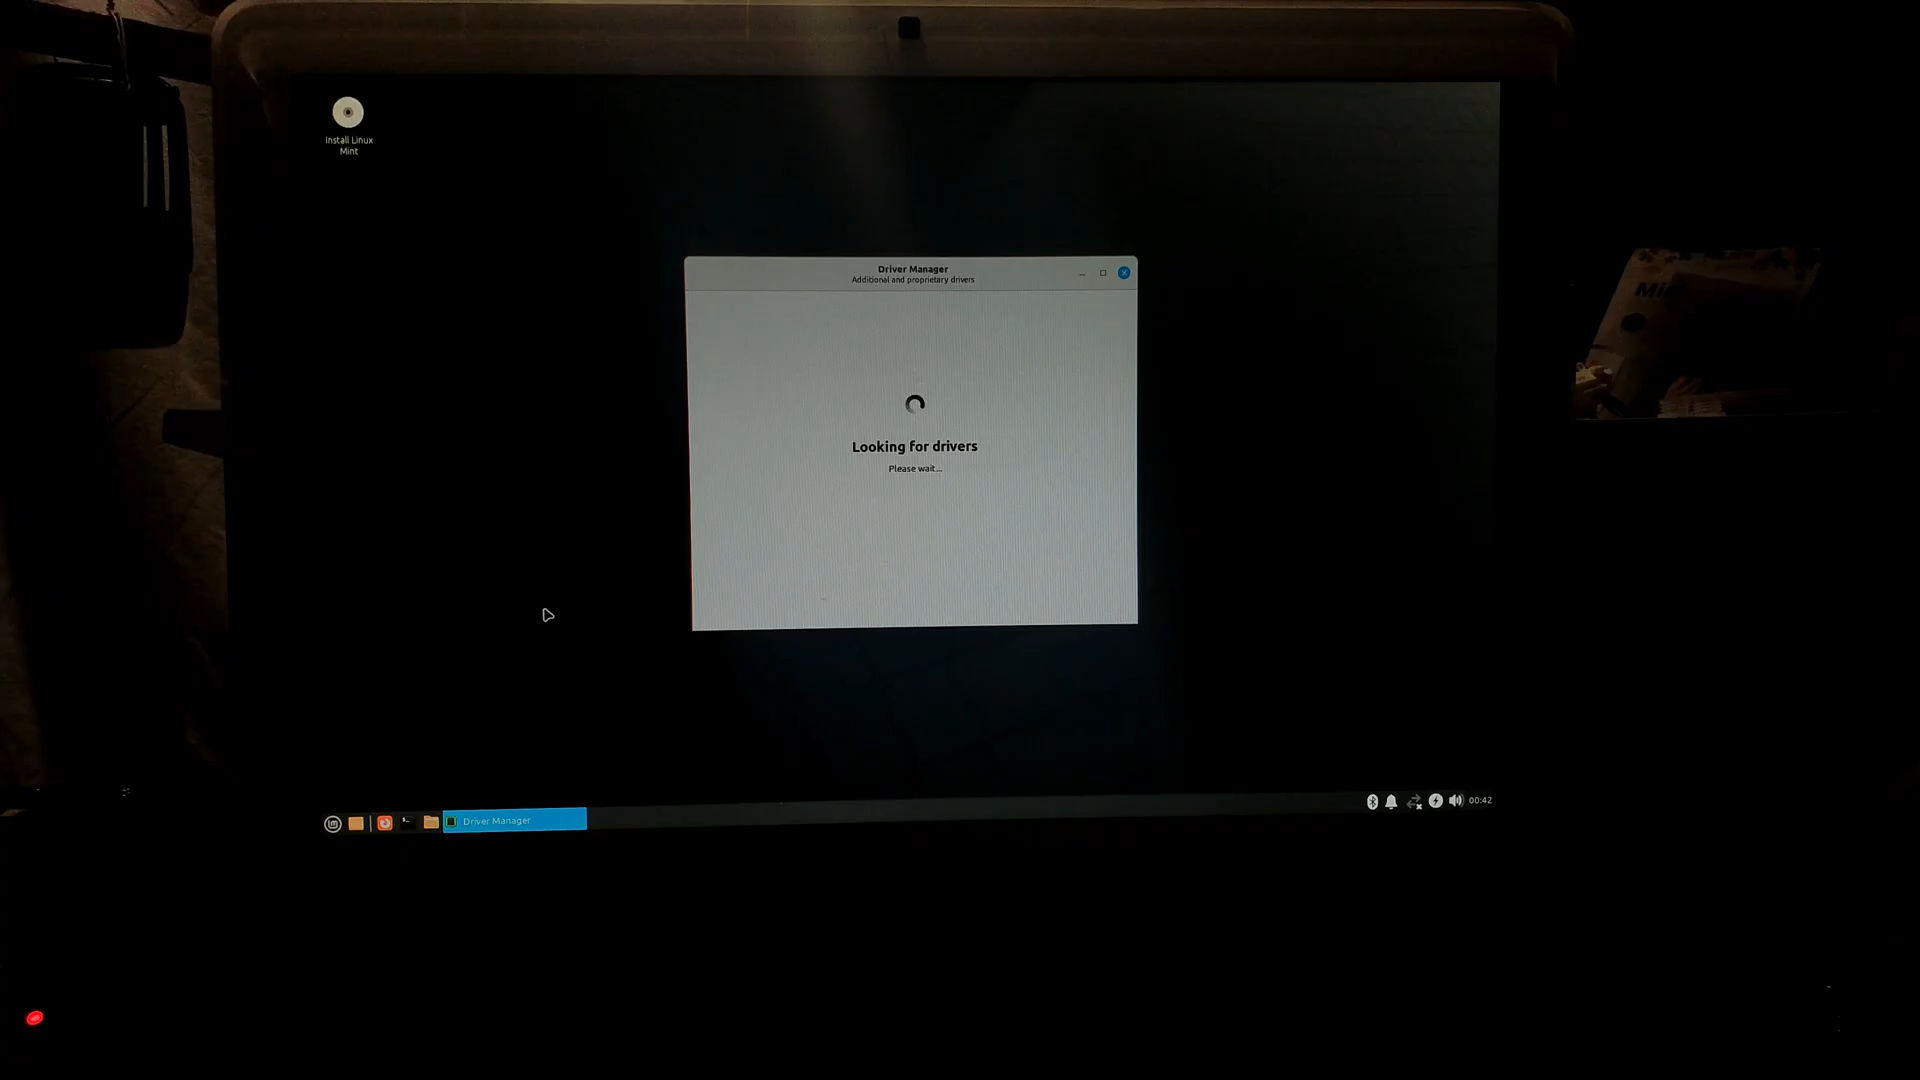 Install Linux
Mint
Driver Manager
Additional and proprietary drivers
Looking for drivers
Please wait...
Driver Manager
00:42